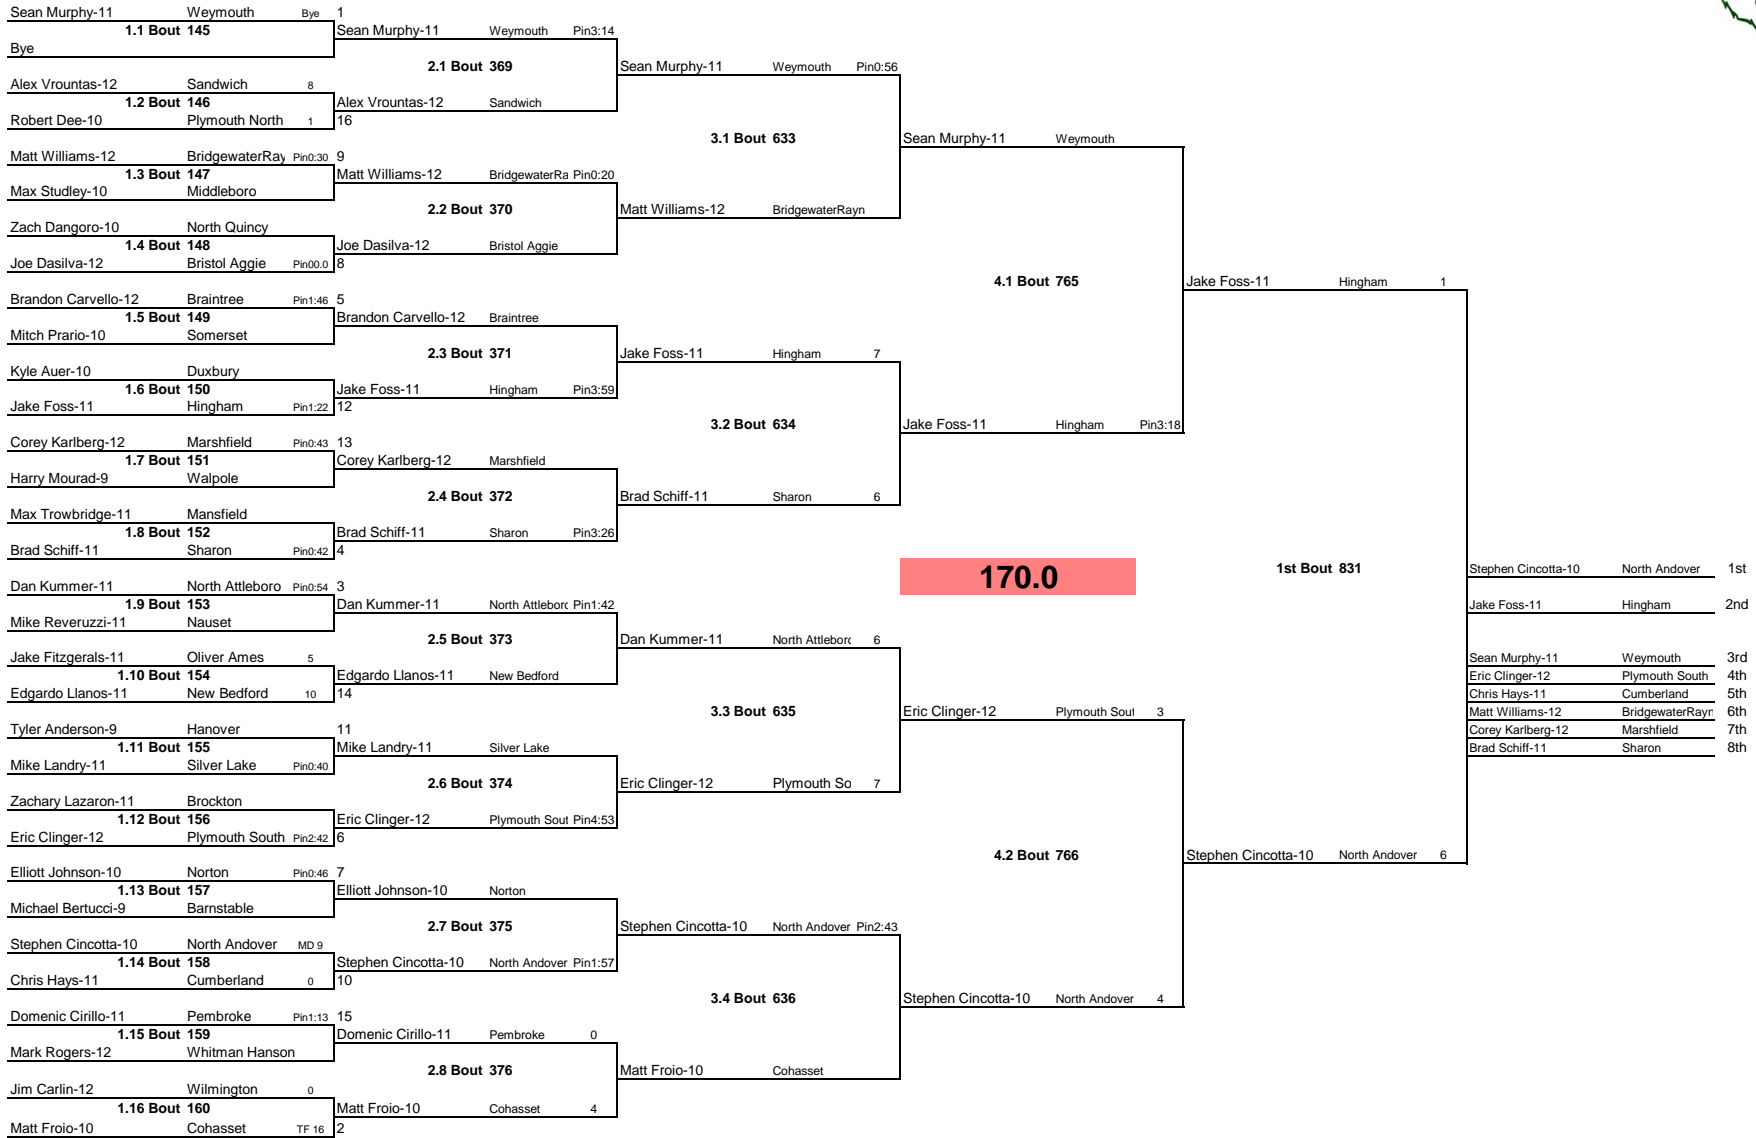 Sean Murphy-11 Weymouth Bye 1
1.1 Bout 145
Bye
Alex Vrountas-12 Sandwich 8
1.2 Bout 146
Robert Dee-10 Plymouth North 1 16
Matt Williams-12 BridgewaterRay Pin0:30 9
1.3 Bout 147
Max Studley-10 Middleboro
Zach Dangoro-10 North Quincy
1.4 Bout 148
Joe Dasilva-12 Bristol Aggie Pin00.0 8
Brandon Carvello-12 Braintree Pin1:46 5
1.5 Bout 149
Mitch Prario-10 Somerset
Kyle Auer-10 Duxbury
1.6 Bout 150
Jake Foss-11 Hingham Pin1:22 12
Corey Karlberg-12 Marshfield Pin0:43 13
1.7 Bout 151
Harry Mourad-9 Walpole
Max Trowbridge-11 Mansfield
1.8 Bout 152
Brad Schiff-11 Sharon Pin0:42 4
Dan Kummer-11 North Attleboro Pin0:54 3
1.9 Bout 153
Mike Reveruzzi-11 Nauset
Jake Fitzgerals-11 Oliver Ames 5
1.10 Bout 154
Edgardo Llanos-11 New Bedford 10 14
Tyler Anderson-9 Hanover 11
1.11 Bout 155
Mike Landry-11 Silver Lake Pin0:40
Zachary Lazaron-11 Brockton
1.12 Bout 156
Eric Clinger-12 Plymouth South Pin2:42 6
Elliott Johnson-10 Norton Pin0:46 7
1.13 Bout 157
Michael Bertucci-9 Barnstable
Stephen Cincotta-10 North Andover MD 9
1.14 Bout 158
Chris Hays-11 Cumberland 0 10
Domenic Cirillo-11 Pembroke Pin1:13 15
1.15 Bout 159
Mark Rogers-12 Whitman Hanson
Jim Carlin-12 Wilmington 0
1.16 Bout 160
Matt Froio-10 Cohasset TF 16 2
Sean Murphy-11 Weymouth Pin3:14
2.1 Bout 369
Alex Vrountas-12 Sandwich
Matt Williams-12 BridgewaterRa Pin0:20
2.2 Bout 370
Joe Dasilva-12 Bristol Aggie
Brandon Carvello-12 Braintree
2.3 Bout 371
Jake Foss-11 Hingham Pin3:59
Corey Karlberg-12 Marshfield
2.4 Bout 372
Brad Schiff-11 Sharon Pin3:26
Dan Kummer-11 North Attleborc Pin1:42
2.5 Bout 373
Edgardo Llanos-11 New Bedford
Mike Landry-11 Silver Lake
2.6 Bout 374
Eric Clinger-12 Plymouth Sout Pin4:53
Elliott Johnson-10 Norton
2.7 Bout 375
Stephen Cincotta-10 North Andover Pin1:57
Domenic Cirillo-11 Pembroke 0
2.8 Bout 376
Matt Froio-10 Cohasset 4
Sean Murphy-11 Weymouth Pin0:56
3.1 Bout 633
Matt Williams-12 BridgewaterRayn
Jake Foss-11 Hingham 7
3.2 Bout 634
Brad Schiff-11 Sharon 6
Dan Kummer-11 North Attleborc 6
3.3 Bout 635
Eric Clinger-12 Plymouth So 7
Stephen Cincotta-10 North Andover Pin2:43
3.4 Bout 636
Matt Froio-10 Cohasset
Sean Murphy-11 Weymouth
4.1 Bout 765
Jake Foss-11 Hingham Pin3:18
170.0
Eric Clinger-12 Plymouth Sout 3
4.2 Bout 766
Stephen Cincotta-10 North Andover 4
Jake Foss-11 Hingham 1
1st Bout 831
Stephen Cincotta-10 North Andover 6
Stephen Cincotta-10 North Andover 1st
Jake Foss-11 Hingham 2nd
Sean Murphy-11 Weymouth 3rd
Eric Clinger-12 Plymouth South 4th
Chris Hays-11 Cumberland 5th
Matt Williams-12 BridgewaterRayn 6th
Corey Karlberg-12 Marshfield 7th
Brad Schiff-11 Sharon 8th